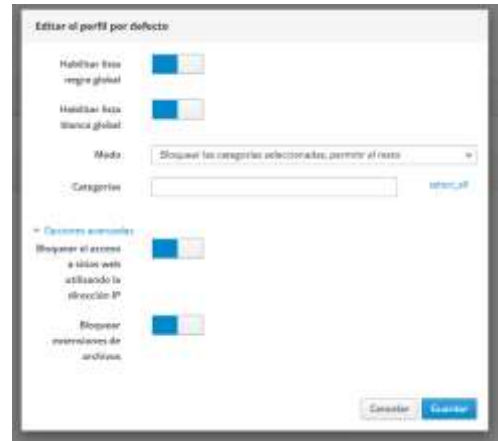 Editar el perfil por defecto
Habilitar lista
negra global
Habilitar lista
blanca global
Modo
Bloquear las categorías seleccionadas, permitir el resto
Categorías
select_all
Opciones avanzadas
Bloquear el acceso
a sitios web
utilizando la
dirección IP
Bloquear
extensiones de
archivos
Cancelar
Guardar